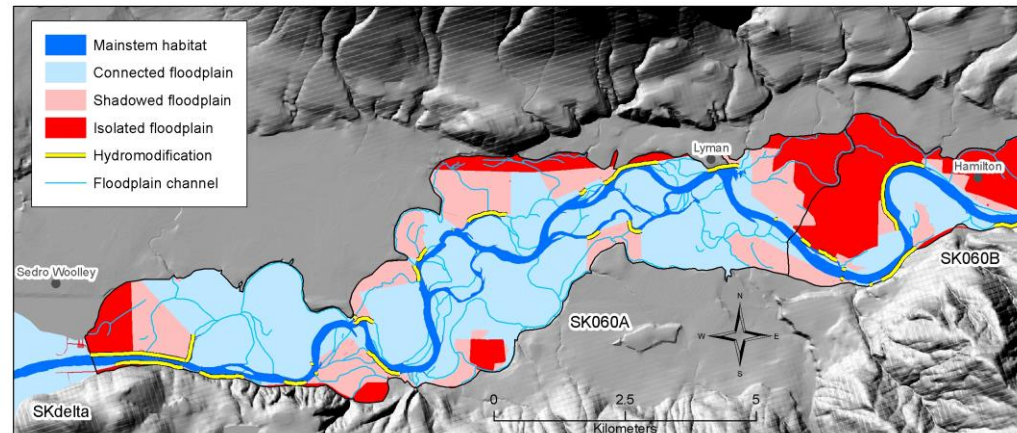 Mainstem habitat
Connected floodplain
Shadowed floodplain
Isolated floodplain
Hydromodification
Floodplain channel
Lyman
Hamilton
Sedro Woolley
SK060B
SK060A
N
W E
S
SKdelta
0 2.5 5
Kilometers